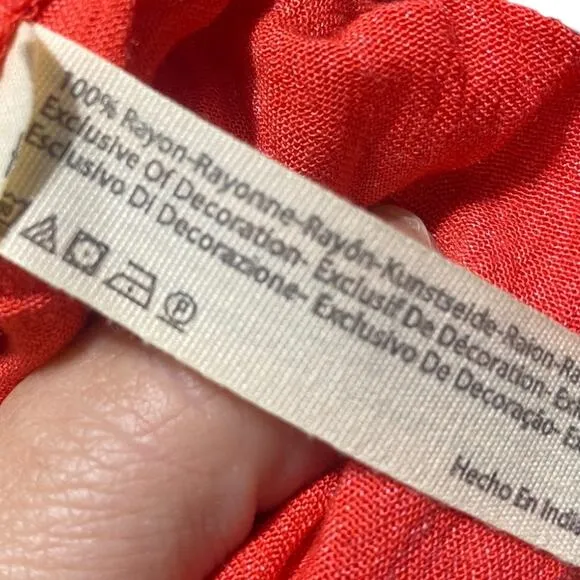 100% Rayon-Rayonne-Rayón-Kunstseide-Raion-Ra
Exclusive Of Decoration- Exclusif De Décoration- Ex
Esclusivo Di Decorazione- Exclusivo De Decoração- E
P
Hecho En India